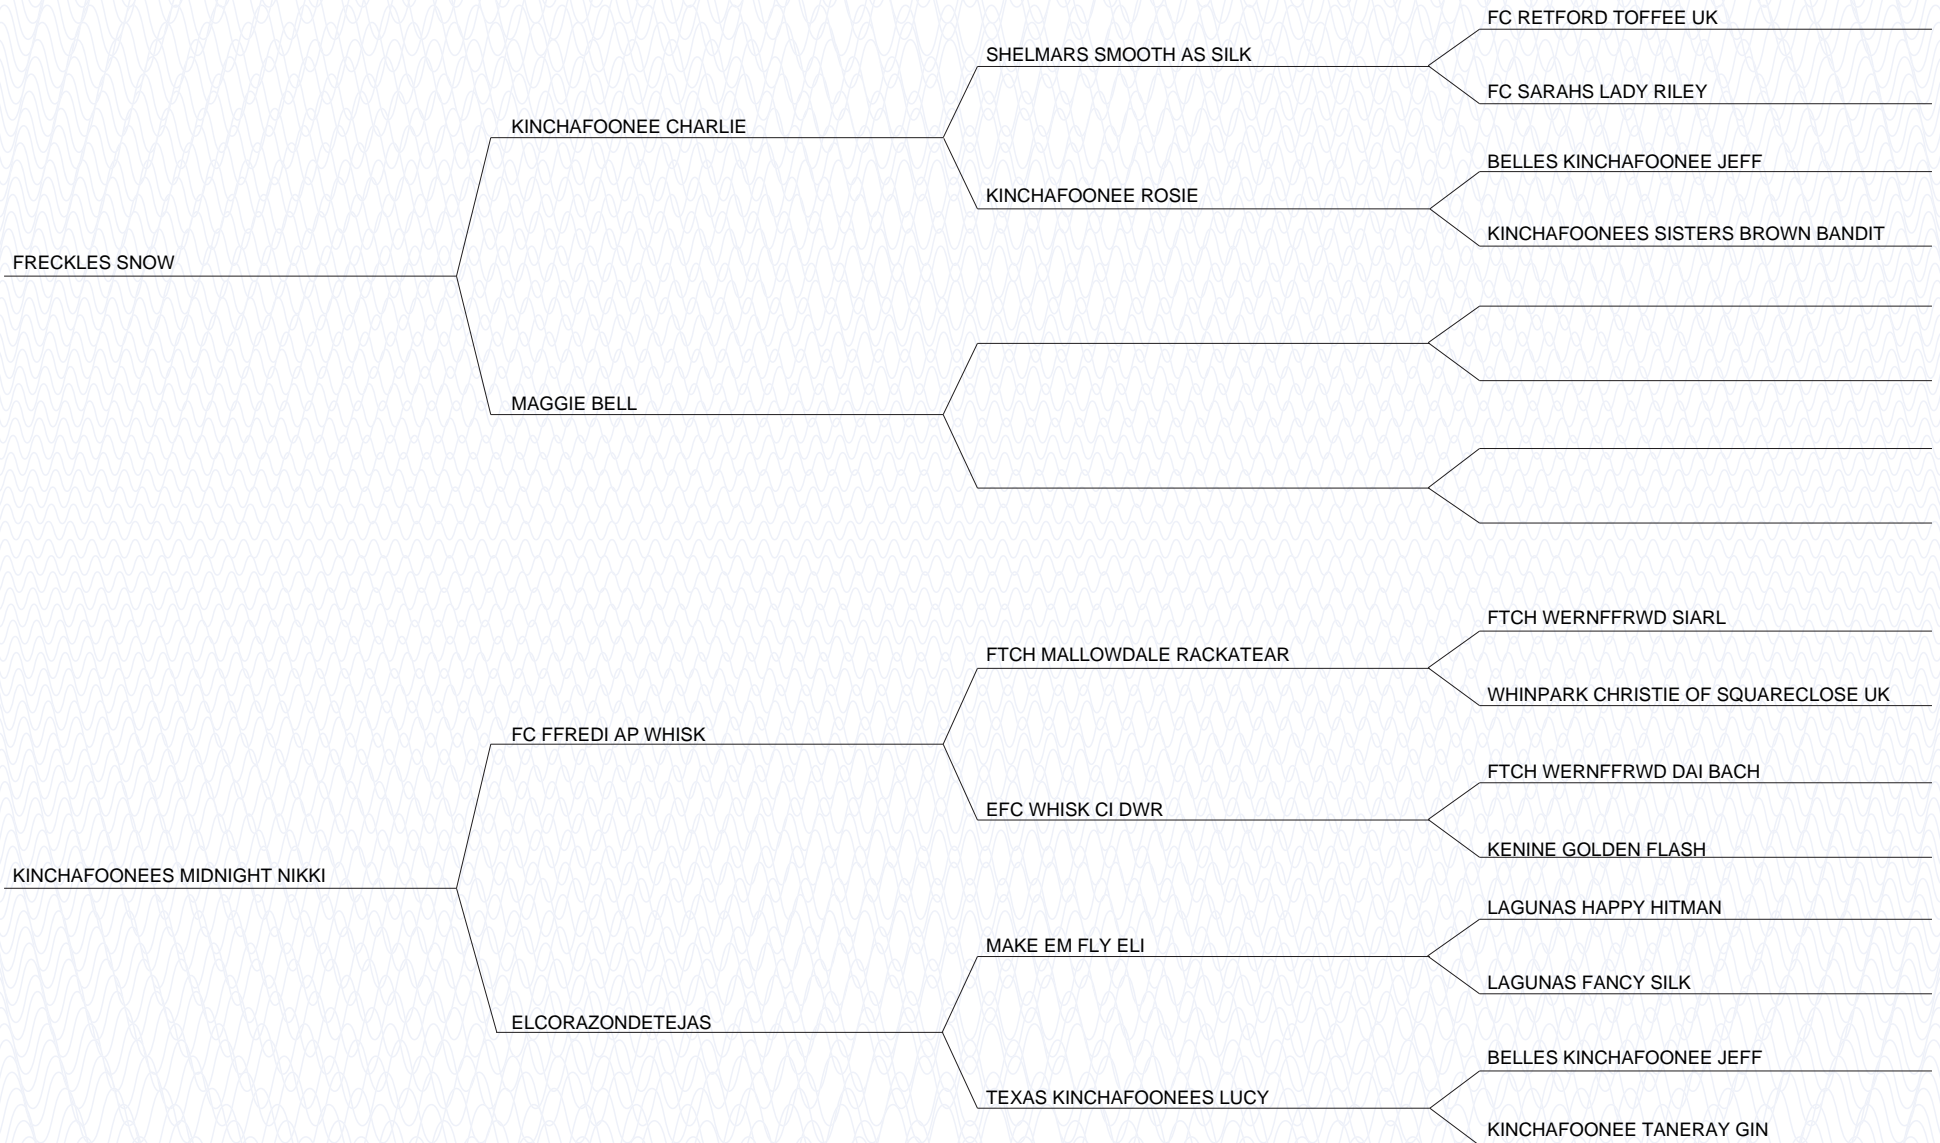 FC RETFORD TOFFEE UK
SHELMARS SMOOTH AS SILK
FC SARAHS LADY RILEY
KINCHAFOONEE CHARLIE
BELLES KINCHAFOONEE JEFF
KINCHAFOONEE ROSIE
KINCHAFOONEES SISTERS BROWN BANDIT
FRECKLES SNOW
MAGGIE BELL
FTCH WERNFFRWD SIARL
FTCH MALLOWDALE RACKATEAR
WHINPARK CHRISTIE OF SQUARECLOSE UK
FC FFREDI AP WHISK
FTCH WERNFFRWD DAI BACH
EFC WHISK CI DWR
KENINE GOLDEN FLASH
KINCHAFOONEES MIDNIGHT NIKKI
LAGUNAS HAPPY HITMAN
MAKE EM FLY ELI
LAGUNAS FANCY SILK
ELCORAZONDETEJAS
BELLES KINCHAFOONEE JEFF
TEXAS KINCHAFOONEES LUCY
KINCHAFOONEE TANERAY GIN